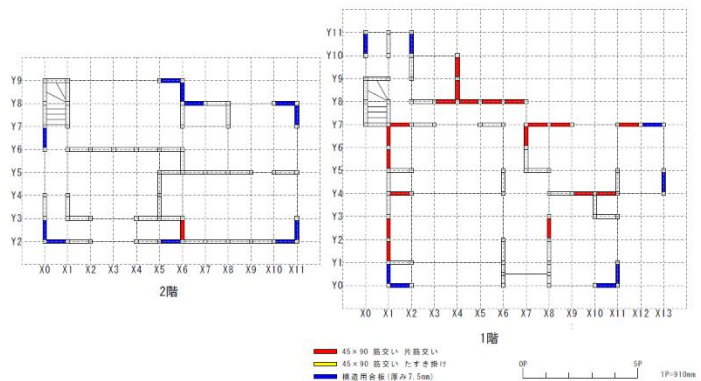 Y11
Y10
Y9
Y8
Y7
Y6
Y5
Y4
Y3
Y2
Y1
Y0
X0 X1 X2 X3 X4 X5 X6 X7 X8 X9 X10 X11 X12 X13
1階
Y9
Y8
Y7
Y6
Y5
Y4
Y3
Y2
X0 X1 X2 X3 X4 X5 X6 X7 X8 X9 X10 X11
2階
45×90 筋交い 片筋交い
45×90 筋交い たすき掛け
構造用合板(厚み7.5mm)
0P 5P
1P=910mm